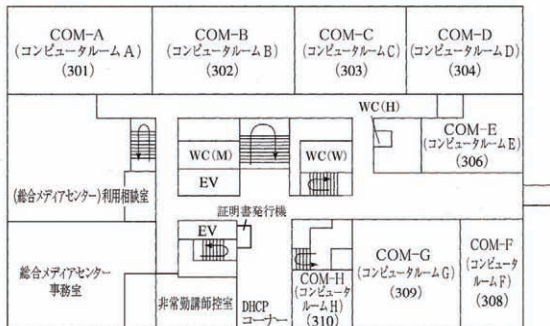 COM-A
(コンピュータルームA)
(301)
COM-B
(コンピュータルームB)
(302)
COM-C
(コンピュータルームC)
(303)
COM-D
(コンピュータルームD)
(304)
WC(H)
COM-E
(コンピュータルームE)
(306)
WC(M)
WC(W)
EV
(総合メディアセンター)利用相談室
証明書発行機
EV
総合メディアセンター
事務室
非常勤講師控室
DHCP
コーナー
COM-H
(コンピュータ
ルームH)
(310)
COM-G
(コンピュータルームG)
(309)
COM-F
(コンピュータ
ルームF)
(308)